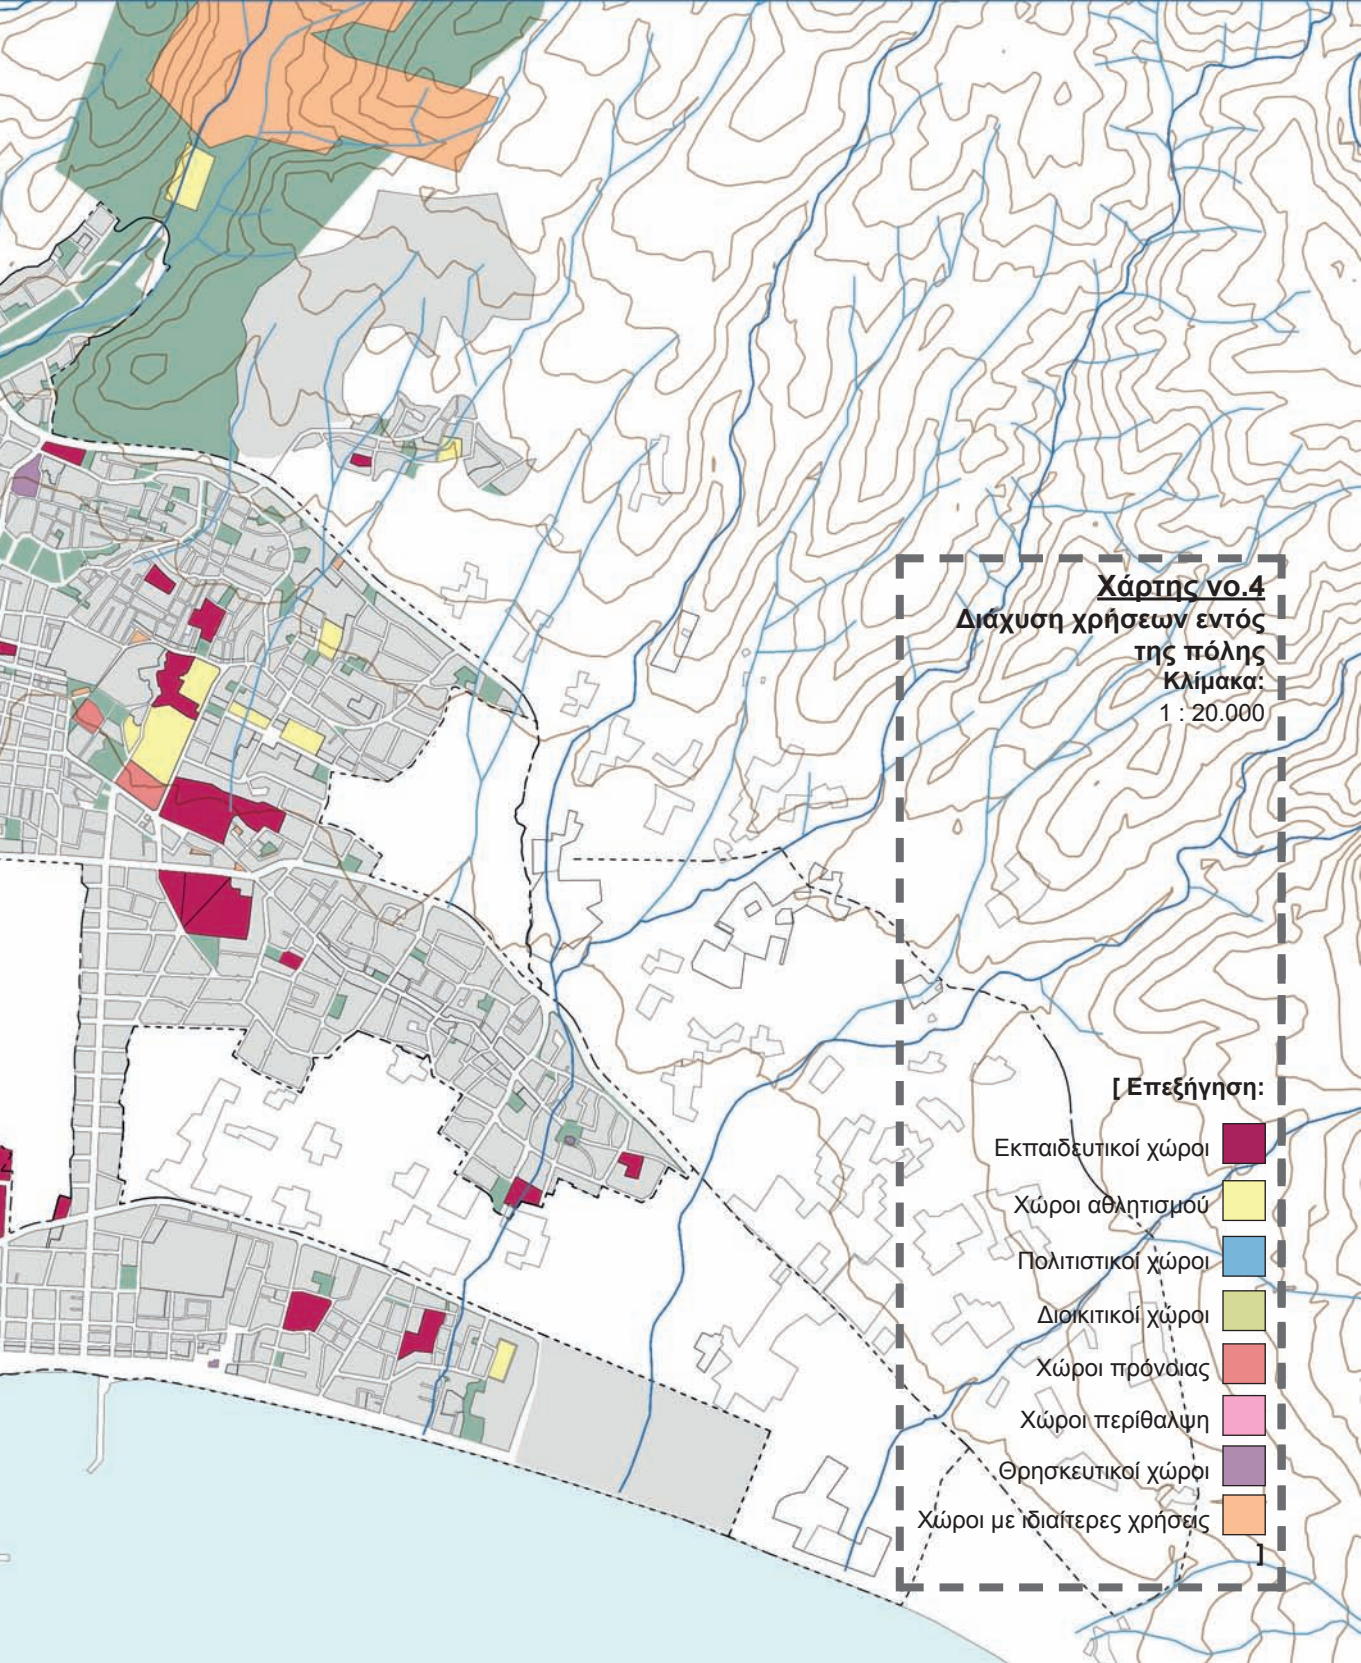 Χάρτης νο.4
Διάχυση χρήσεων εντός
της πόλης
Κλίμακα:
1 : 20.000
[ Επεξήγηση:
Εκπαιδευτικοί χώροι
Χώροι αθλητισμού
Πολιτιστικοί χώροι
Διοικιτικοί χώροι
Χώροι πρόνοιας
Χώροι περίθαλψη
Θρησκευτικοί χώροι
Χώροι με ιδιαίτερες χρήσεις
]